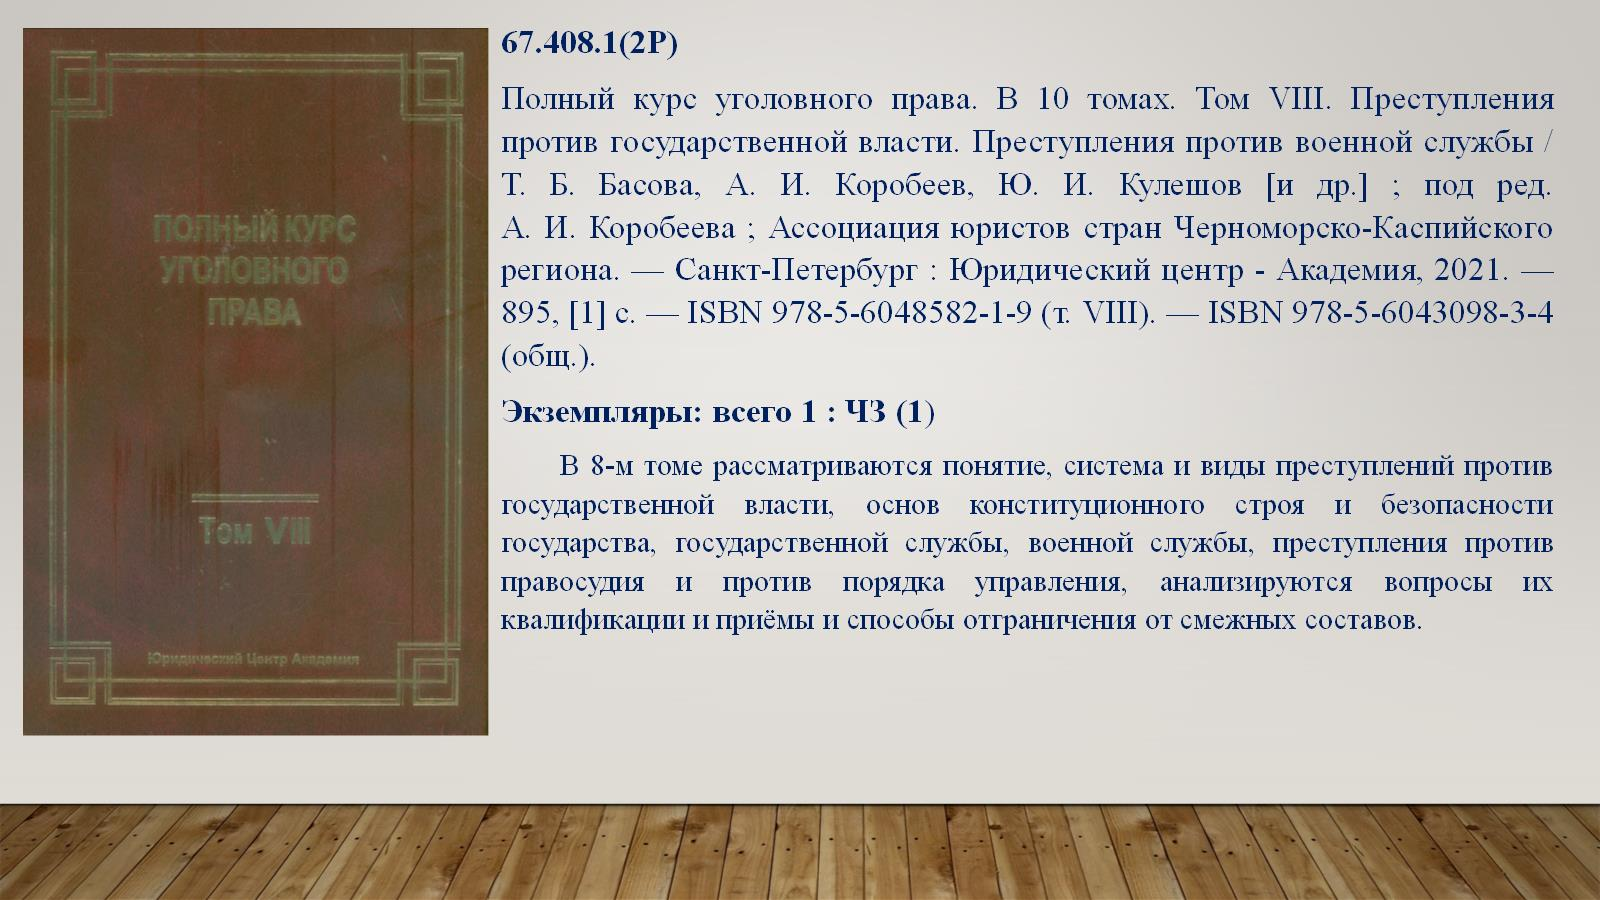 ПОЛНЫЙ КУРС
УГОЛОВНОГО
ПРАВА
Том VIII
Юридический Центр Академия
67.408.1(2Р)
Полный курс уголовного права. В 10 томах. Том VIII. Преступления
против государственной власти. Преступления против военной службы /
Т. Б. Басова, А. И. Коробеев, Ю. И. Кулешов [и др.] ; под ред.
А. И. Коробеева ; Ассоциация юристов стран Черноморско-Каспийского
региона. — Санкт-Петербург : Юридический центр - Академия, 2021. —
895, [1] с. — ISBN 978-5-6048582-1-9 (т. VIII). — ISBN 978-5-6043098-3-4
(общ.).
Экземпляры: всего 1 : ЧЗ (1)
В 8-м томе рассматриваются понятие, система и виды преступлений против
государственной власти, основ конституционного строя и безопасности
государства, государственной службы, военной службы, преступления против
правосудия и против порядка управления, анализируются вопросы их
квалификации и приёмы и способы отграничения от смежных составов.